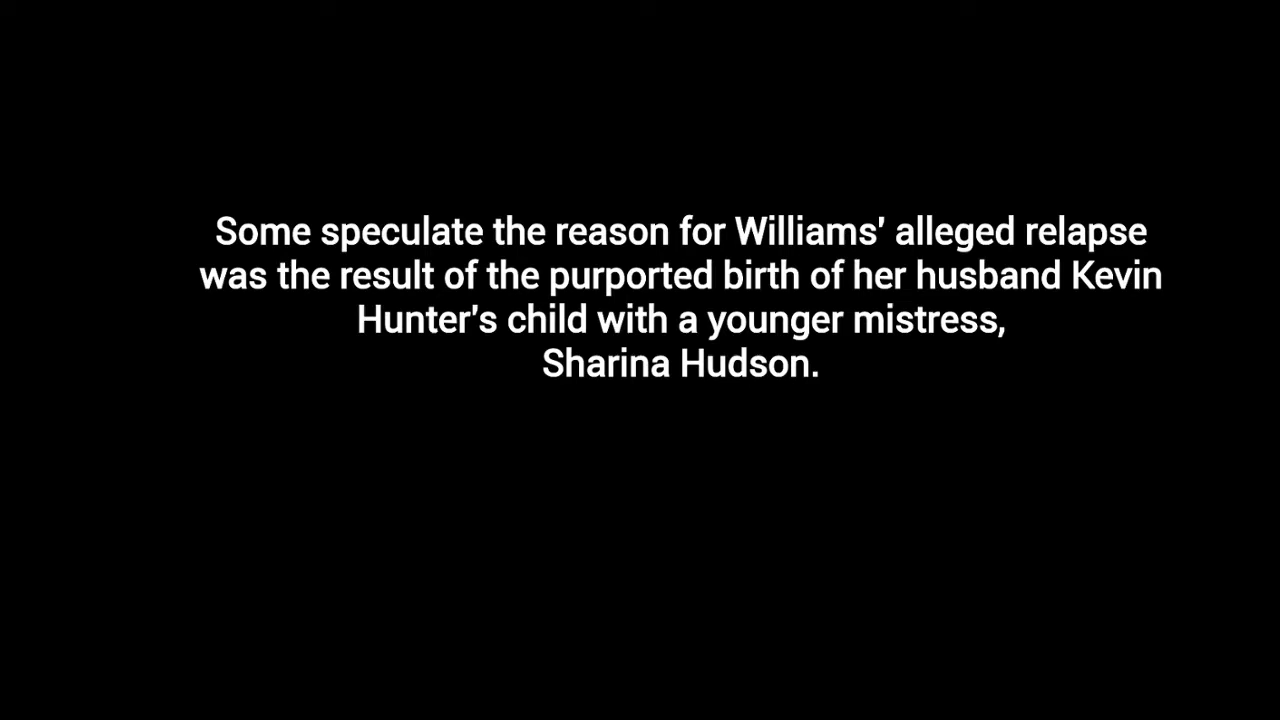 Some speculate the reason for Williams' alleged relapse
was the result of the purported birth of her husband Kevin
Hunter's child with a younger mistress,
Sharina Hudson.